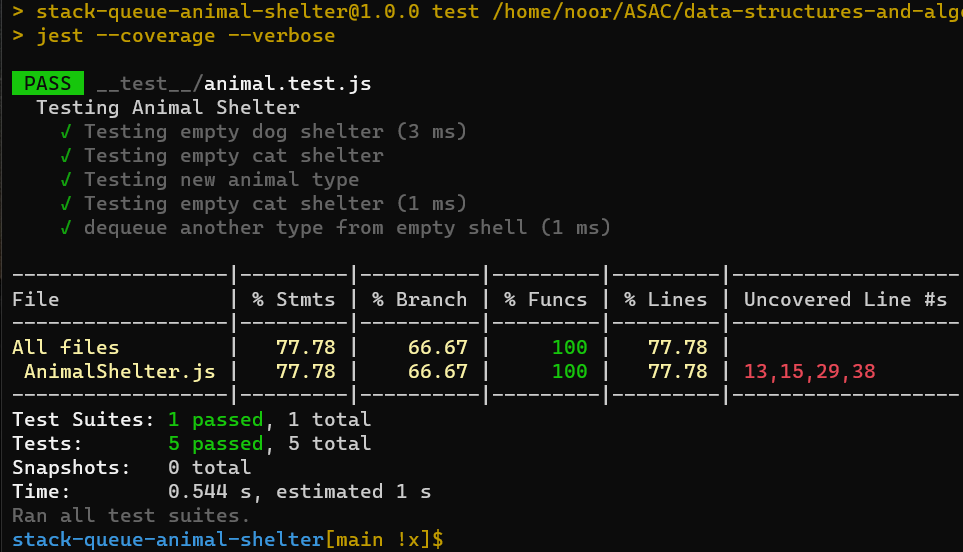 > stack-queue-animal-shelter@1.0.0 test /home/noor/ASAC/data-structures-and-algo
> jest --coverage --verbose
PASS __test__/animal.test.js
Testing Animal Shelter
√ Testing empty dog shelter (3 ms)
√ Testing empty cat shelter
√ Testing new animal type
√ Testing empty cat shelter (1 ms)
√ dequeue another type from empty shell (1 ms)
------------------|---------|----------|---------|---------|-------------------
File              | % Stmts | % Branch | % Funcs | % Lines | Uncovered Line #s
------------------|---------|----------|---------|---------|-------------------
All files         |   77.78 |    66.67 |     100 |   77.78 |
 AnimalShelter.js |   77.78 |    66.67 |     100 |   77.78 | 13,15,29,38
------------------|---------|----------|---------|---------|-------------------
Test Suites: 1 passed, 1 total
Tests:       5 passed, 5 total
Snapshots:   0 total
Time:        0.544 s, estimated 1 s
Ran all test suites.
stack-queue-animal-shelter[main !x]$